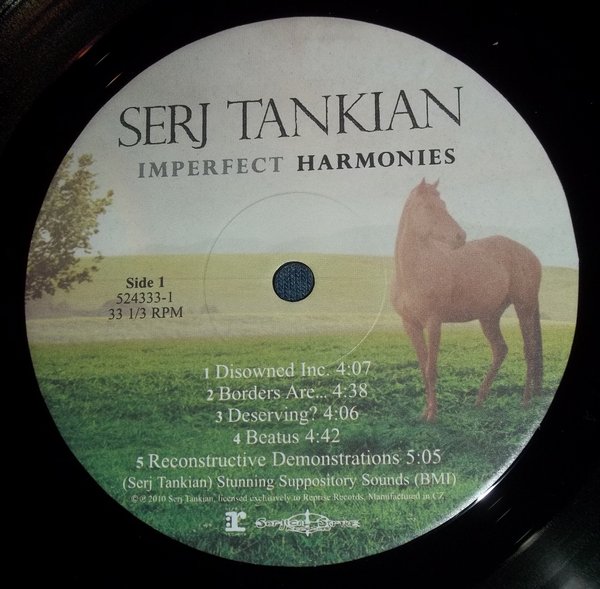 SERJ TANKIAN
IMPERFECT HARMONIES
Side 1
524333-1
33 1/3 RPM
1 Disowned Inc. 4:07
2 Borders Are... 4:38
3 Deserving? 4:06
4 Beatus 4:42
5 Reconstructive Demonstrations 5:05
(Serj Tankian) Stunning Suppository Sounds (BMI)
©℗ 2010 Serj Tankian, licensed exclusively to Reprise Records. Manufactured in CZ.
r
SERJICAL STRIKE